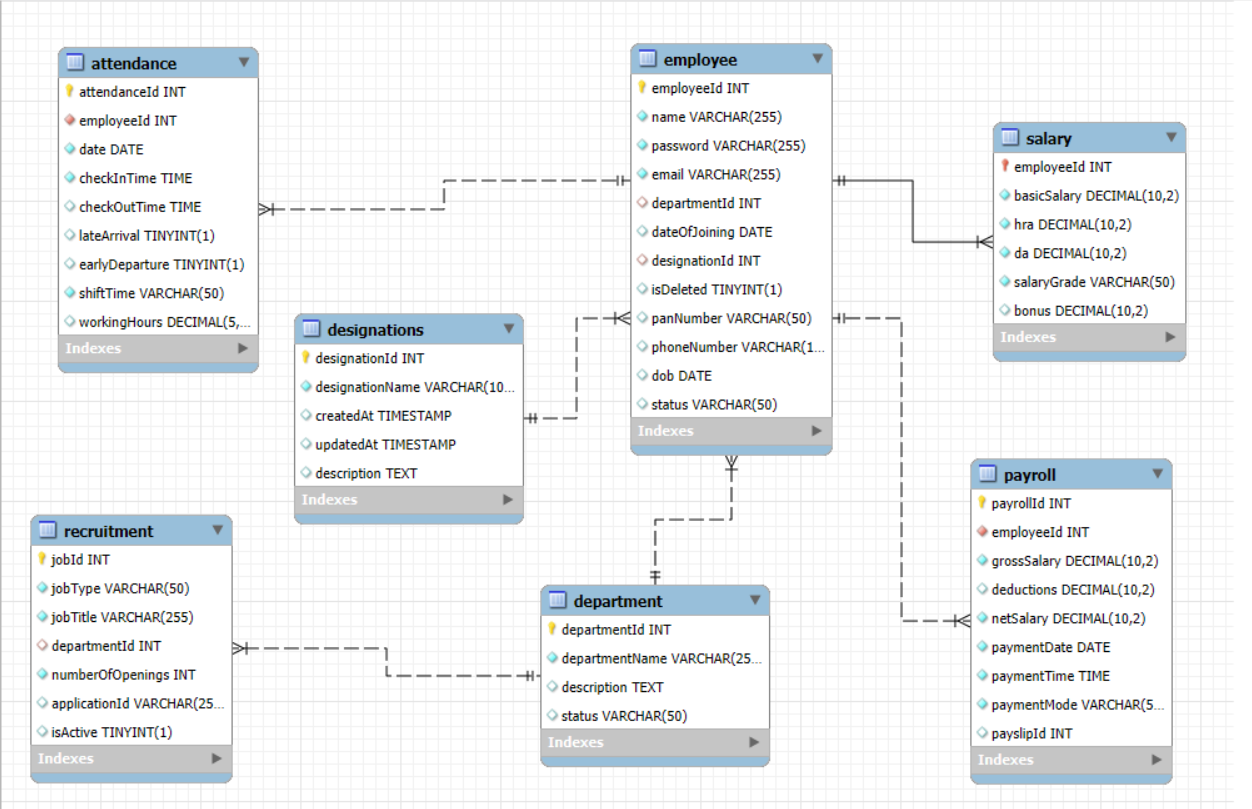 attendance
attendanceId INT
employeeId INT
date DATE
checkInTime TIME
checkOutTime TIME
lateArrival TINYINT(1)
earlyDeparture TINYINT(1)
shiftTime VARCHAR(50)
workingHours DECIMAL(5,...
Indexes
employee
employeeId INT
name VARCHAR(255)
password VARCHAR(255)
email VARCHAR(255)
departmentId INT
dateOfJoining DATE
designationId INT
isDeleted TINYINT(1)
panNumber VARCHAR(50)
phoneNumber VARCHAR(1...
dob DATE
status VARCHAR(50)
Indexes
salary
employeeId INT
basicSalary DECIMAL(10,2)
hra DECIMAL(10,2)
da DECIMAL(10,2)
salaryGrade VARCHAR(50)
bonus DECIMAL(10,2)
Indexes
designations
designationId INT
designationName VARCHAR(10...
createdAt TIMESTAMP
updatedAt TIMESTAMP
description TEXT
Indexes
recruitment
jobId INT
jobType VARCHAR(50)
jobTitle VARCHAR(255)
departmentId INT
numberOfOpenings INT
applicationId VARCHAR(25...
isActive TINYINT(1)
Indexes
department
departmentId INT
departmentName VARCHAR(25...
description TEXT
status VARCHAR(50)
Indexes
payroll
payrollId INT
employeeId INT
grossSalary DECIMAL(10,2)
deductions DECIMAL(10,2)
netSalary DECIMAL(10,2)
paymentDate DATE
paymentTime TIME
paymentMode VARCHAR(5...
payslipId INT
Indexes